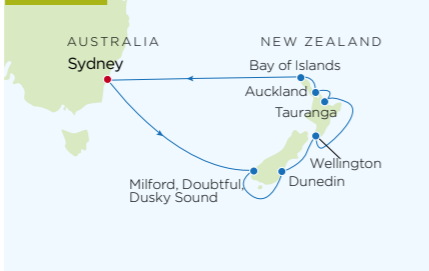 AUSTRALIA
NEW ZEALAND
Sydney
Bay of Islands
Auckland
Tauranga
Wellington
Milford, Doubtful,
Dusky Sound
Dunedin